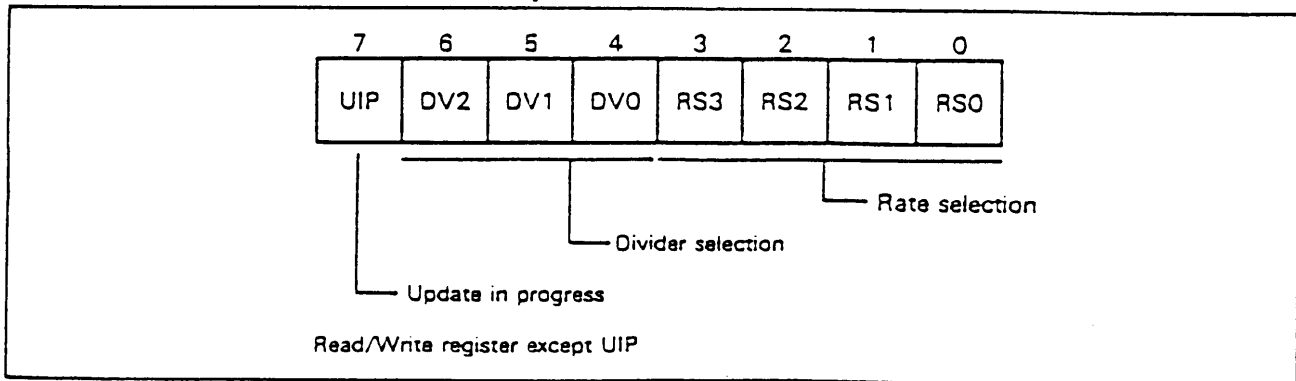 7 6 5 4 3 2 1 0
UIP DV2 DV1 DV0 RS3 RS2 RS1 RS0
Rate selection
Divider selection
Update in progress
Read/Write register except UIP